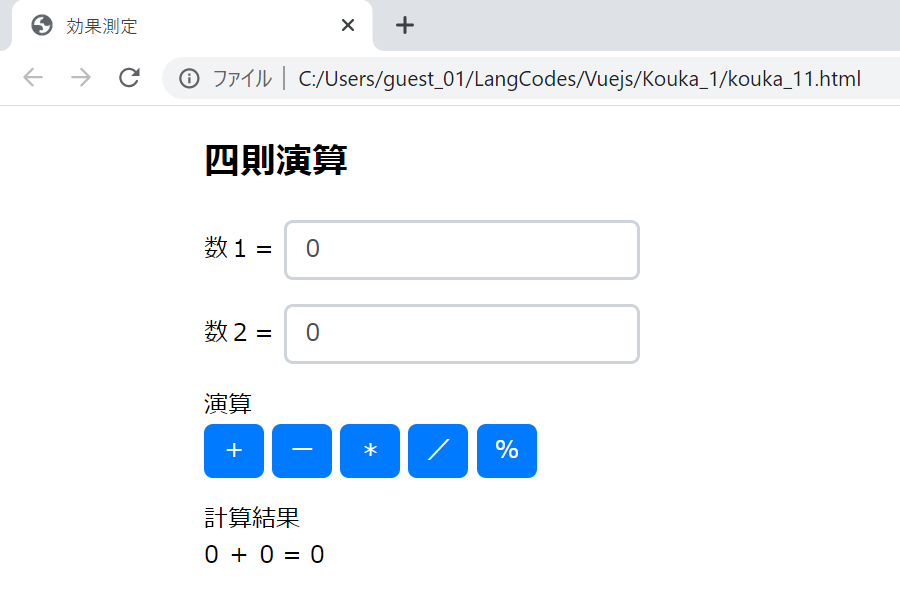 効果測定
ファイル | C:/Users/guest_01/LangCodes/Vuejs/Kouka_1/kouka_11.html
四則演算
数1 = 0
数2 = 0
演算
+ － * ／ %
計算結果
0 + 0 = 0